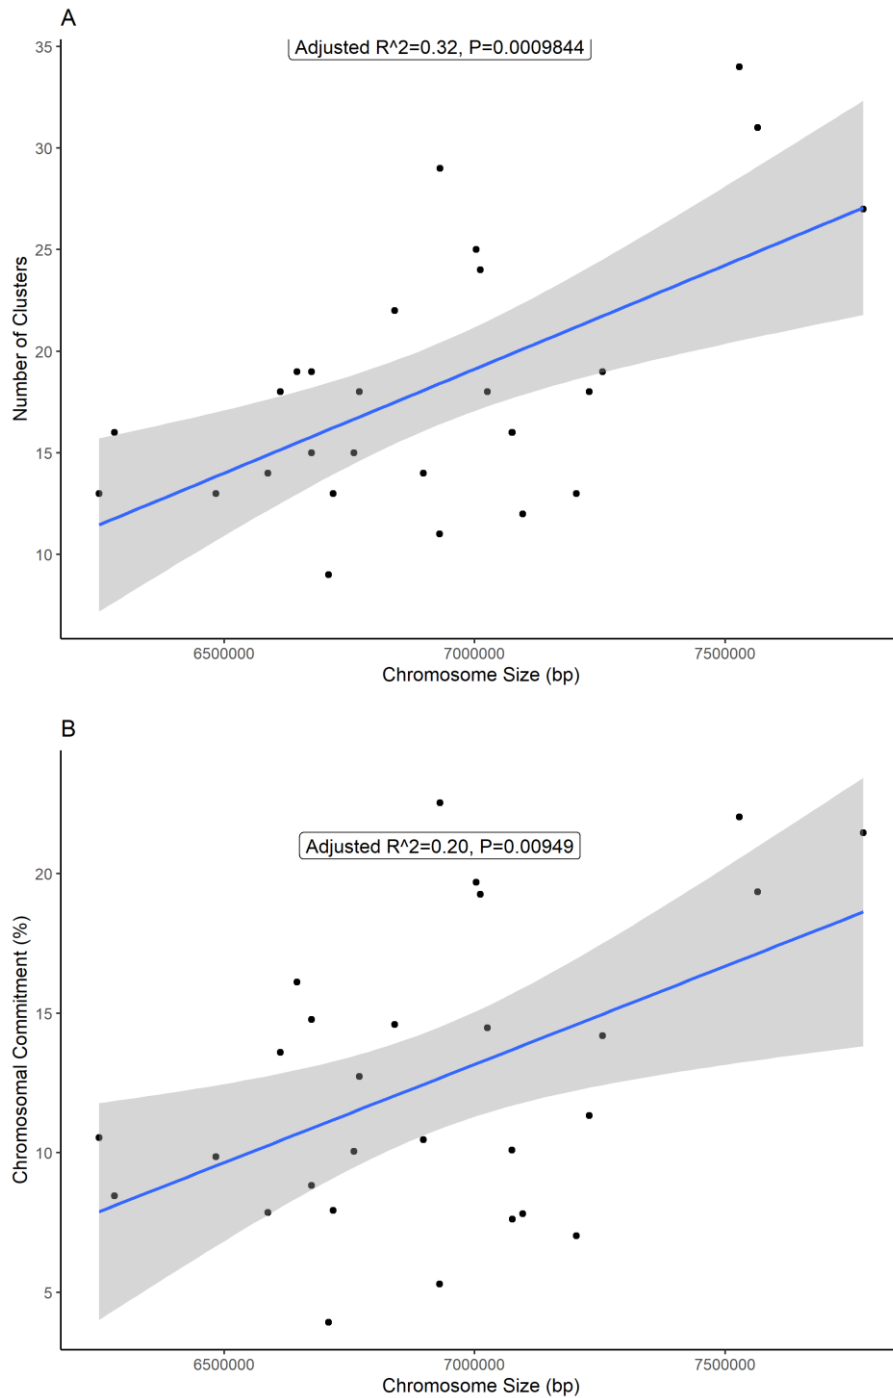 A
Adjusted R^2=0.32, P=0.0009844
35
30
25
20
15
10
Number of Clusters
6500000 7000000 7500000
Chromosome Size (bp)
B
Adjusted R^2=0.20, P=0.00949
20
15
10
5
Chromosomal Commitment (%)
6500000 7000000 7500000
Chromosome Size (bp)